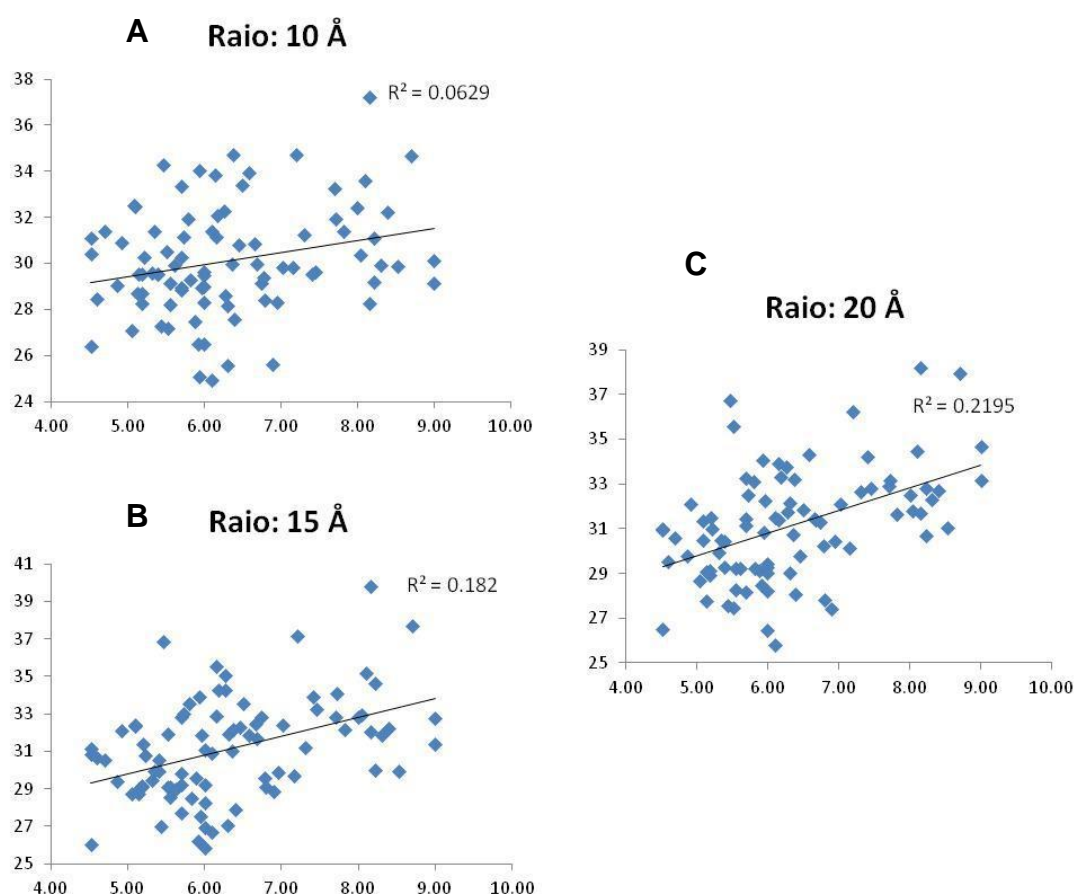 A
Raio: 10 Å
R² = 0.0629
38
36
34
32
30
28
26
24
4.00 5.00 6.00 7.00 8.00 9.00 10.00
B
Raio: 15 Å
R² = 0.182
41
39
37
35
33
31
29
27
25
4.00 5.00 6.00 7.00 8.00 9.00 10.00
C
Raio: 20 Å
R² = 0.2195
39
37
35
33
31
29
27
25
4.00 5.00 6.00 7.00 8.00 9.00 10.00